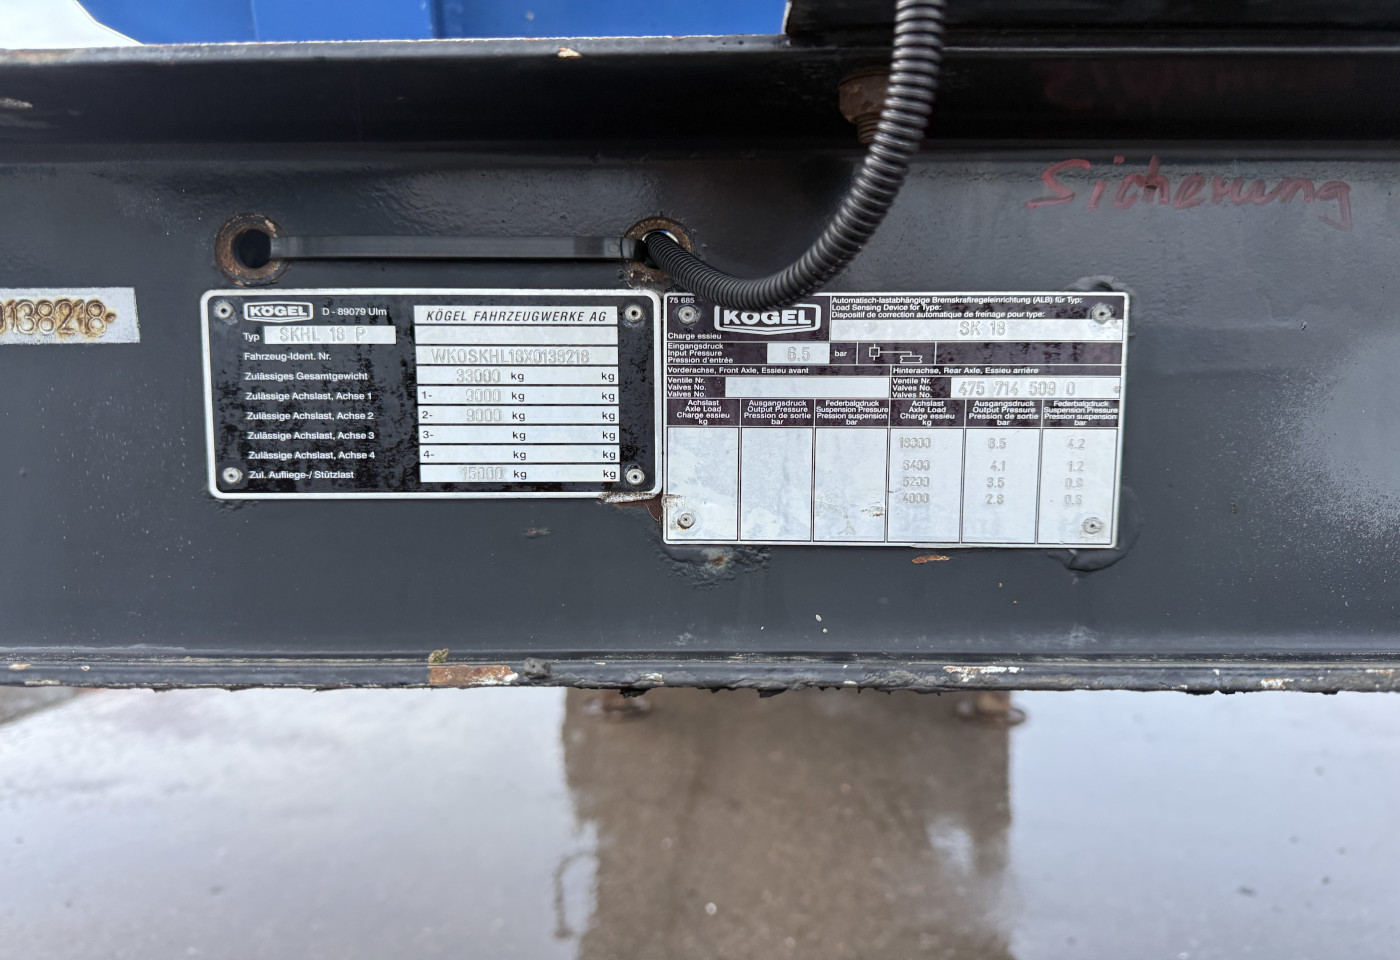 Sicherung
0138218
KÖGEL D - 89079 Ulm KÖGEL FAHRZEUGWERKE AG
Typ SKHL 18 P
Fahrzeug-Ident. Nr. WK0SKHL18X0138218
Zulässiges Gesamtgewicht 33000 kg kg
Zulässige Achslast, Achse 1 1- 9000 kg kg
Zulässige Achslast, Achse 2 2- 9000 kg kg
Zulässige Achslast, Achse 3 3- kg kg
Zulässige Achslast, Achse 4 4- kg kg
Zul. Aufliege-/ Stützlast 15000 kg kg
75 685
KÖGEL
Automatisch-lastabhängige Bremskraftregeleinrichtung (ALB) für Typ:
Load Sensing Device for Type:
Dispositif de correction automatique de freinage pour type:
SK 18
Charge essieu
Eingangsdruck
Input Pressure
Pression d'entrée
6.5 bar
Vorderachse, Front Axle, Essieu avant
Hinterachse, Rear Axle, Essieu arrière
Ventile Nr.
Valves No.
Valves No.
Ventile Nr.
Valves No.
Valves No.
475 714 509 0
Achslast
Axle Load
Charge essieu
kg
Ausgangsdruck
Output Pressure
Pression de sortie
bar
Federbalgdruck
Suspension Pressure
Pression suspension
bar
Achslast
Axle Load
Charge essieu
kg
Ausgangsdruck
Output Pressure
Pression de sortie
bar
Federbalgdruck
Suspension Pressure
Pression suspension
bar
18000 6.5 4.2
6400 4.1 1.2
5200 3.5 0.8
4000 2.8 0.5